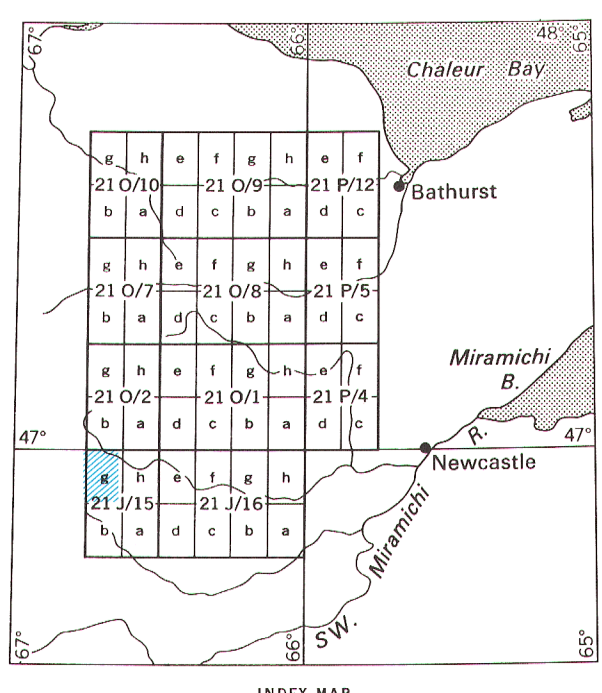 67° 66° 48° 65°
Chaleur Bay
g h e f g h e f
21 O/10 21 O/9 21 P/12
Bathurst
b a d c b a d c
g h e f g h e f
21 O/7 21 O/8 21 P/5
b a d c b a d c
Miramichi
B.
g h e f g h e f
21 O/2 21 O/1 21 P/4
b a d c b a d c
R.
47° 47°
Newcastle
g h e f g h
21 J/15 21 J/16
b a d c b a
Miramichi
SW.
67° 66° 65°
INDEX MAP